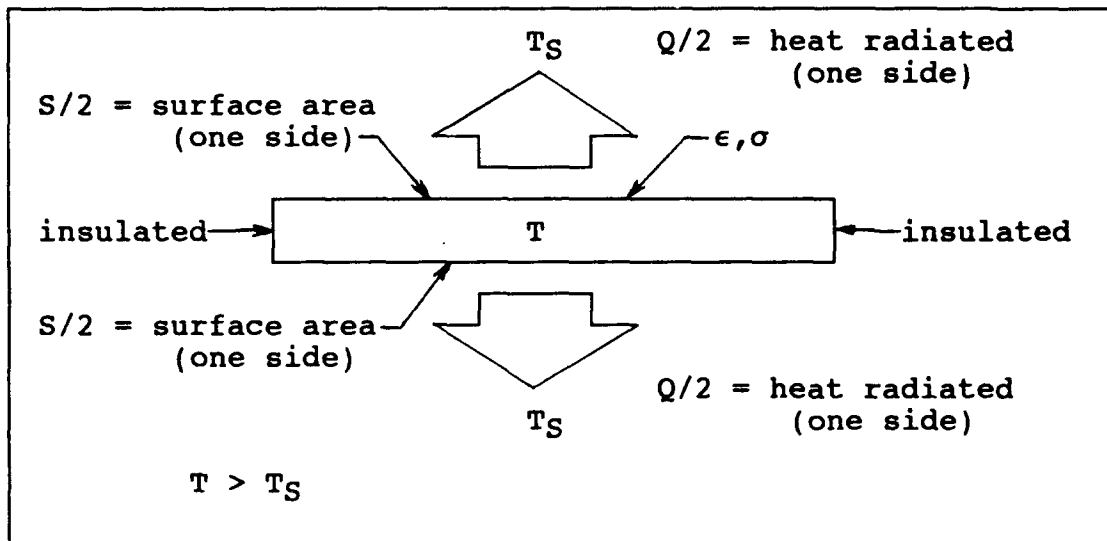 T_S
Q/2 = heat radiated
(one side)
S/2 = surface area
(one side)
ϵ,σ
insulated
T
insulated
S/2 = surface area
(one side)
Q/2 = heat radiated
(one side)
T_S
T > T_S